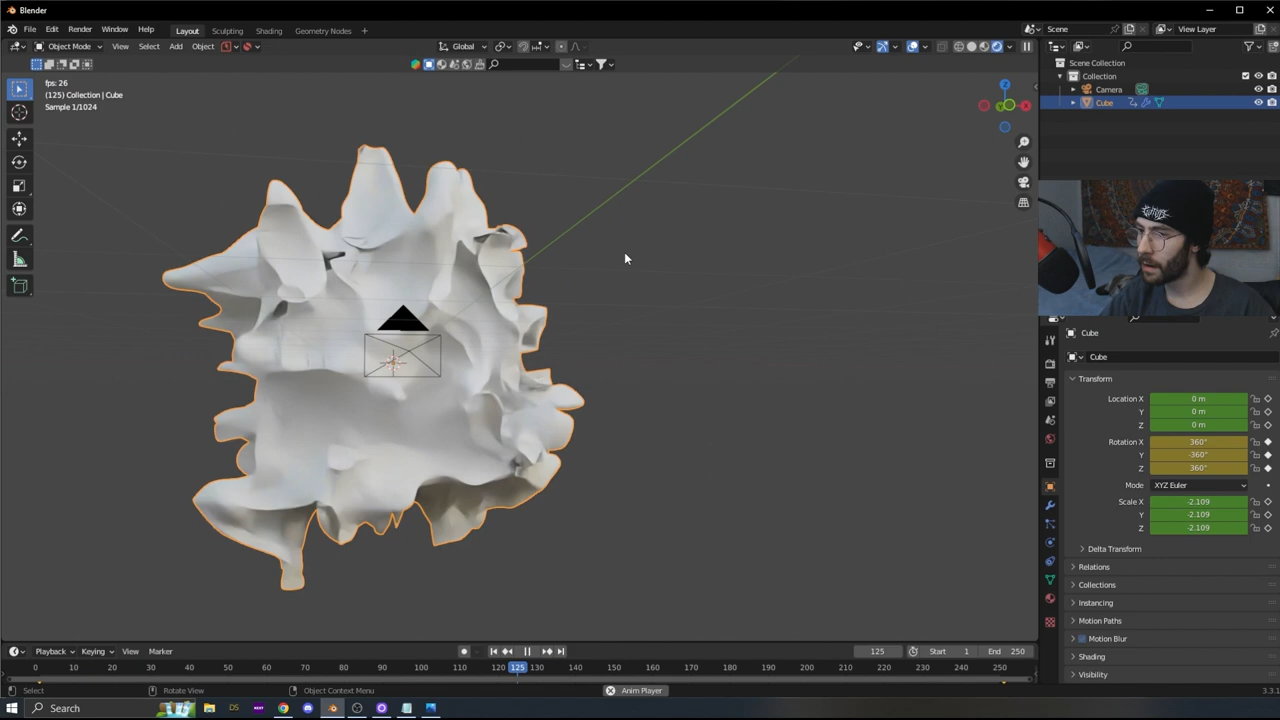 Blender
File Edit Render Window Help Layout Sculpting Shading Geometry Nodes Scene View Layer
Object Mode View Select Add Object Global
fps: 26
(125) Collection | Cube
Sample 1/1024
Z
X
Y
Scene Collection
Collection
Camera
Cube
Cube
Cube
Transform
Location X 0 m
Y 0 m
Z 0 m
Rotation X 360°
Y -360°
Z 360°
Mode XYZ Euler
Scale X -2.109
Y -2.109
Z -2.109
Delta Transform
Relations
Collections
Instancing
Motion Paths
Motion Blur
Shading
Visibility
Playback Keying View Marker 125 Start 1 End 250
0 10 20 30 40 50 60 70 80 90 100 110 125 130 140 150 160 170 180 190 200 210 220 230 240 250
Select Rotate View Object Context Menu Anim Player 3.3.1
Search DS NEXT